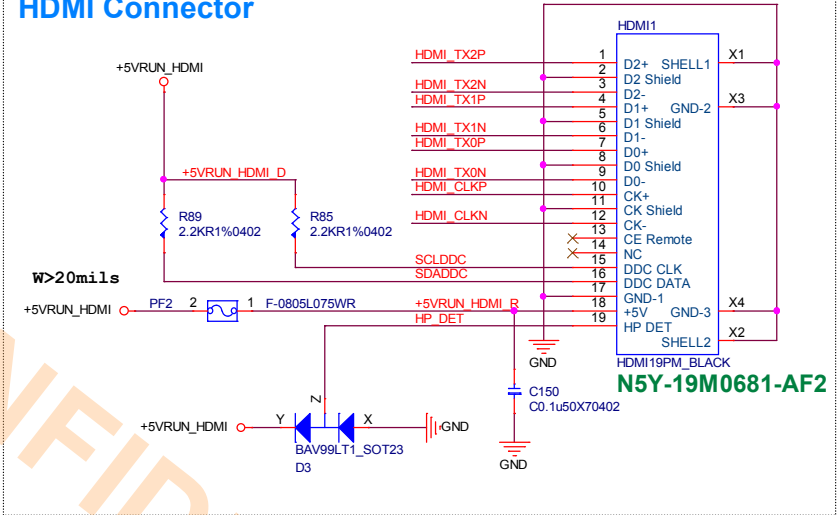 HDMI Connector
HDMI1
+5VRUN_HDMI
HDMI_TX2P 1 D2+ SHELL1 X1
2 D2 Shield
HDMI_TX2N 3 D2-
HDMI_TX1P 4 D1+ GND-2 X3
5 D1 Shield
HDMI_TX1N 6 D1-
HDMI_TX0P 7 D0+
8 D0 Shield
+5VRUN_HDMI_D
HDMI_TX0N 9 D0-
HDMI_CLKP 10 CK+
11 CK Shield
HDMI_CLKN 12 CK-
R89 R85
2.2KR1%0402 2.2KR1%0402
13 CE Remote
14 NC
SCLDDC 15 DDC CLK
SDADDC 16 DDC DATA
W>20mils
17 GND-1
+5VRUN_HDMI PF2 2 1 F-0805L075WR +5VRUN_HDMI_R 18 +5V GND-3 X4
HP_DET 19 HP DET
SHELL2 X2
GND
HDMI19PM_BLACK
N5Y-19M0681-AF2
C150
C0.1u50X70402
Z
+5VRUN_HDMI Y X GND
BAV99LT1_SOT23
D3
GND